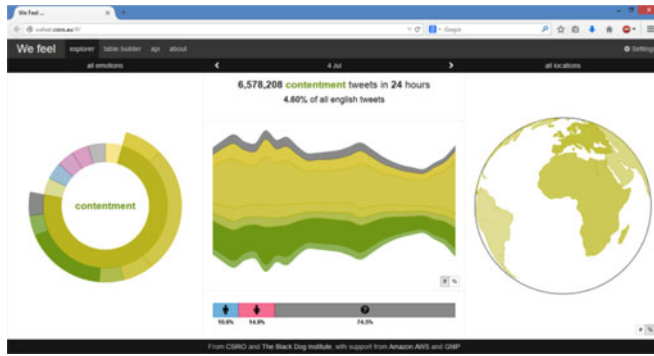 We Feel...
wefeel.csiro.au/#/
Google
We feel explorer table builder api about Settings
all emotions 4 Jul all locations
6,578,208 contentment tweets in 24 hours
4.60% of all english tweets
contentment
# %
10.6% 14.9% 74.5%
# %
From CSIRO and The Black Dog Institute, with support from Amazon AWS and GNIP